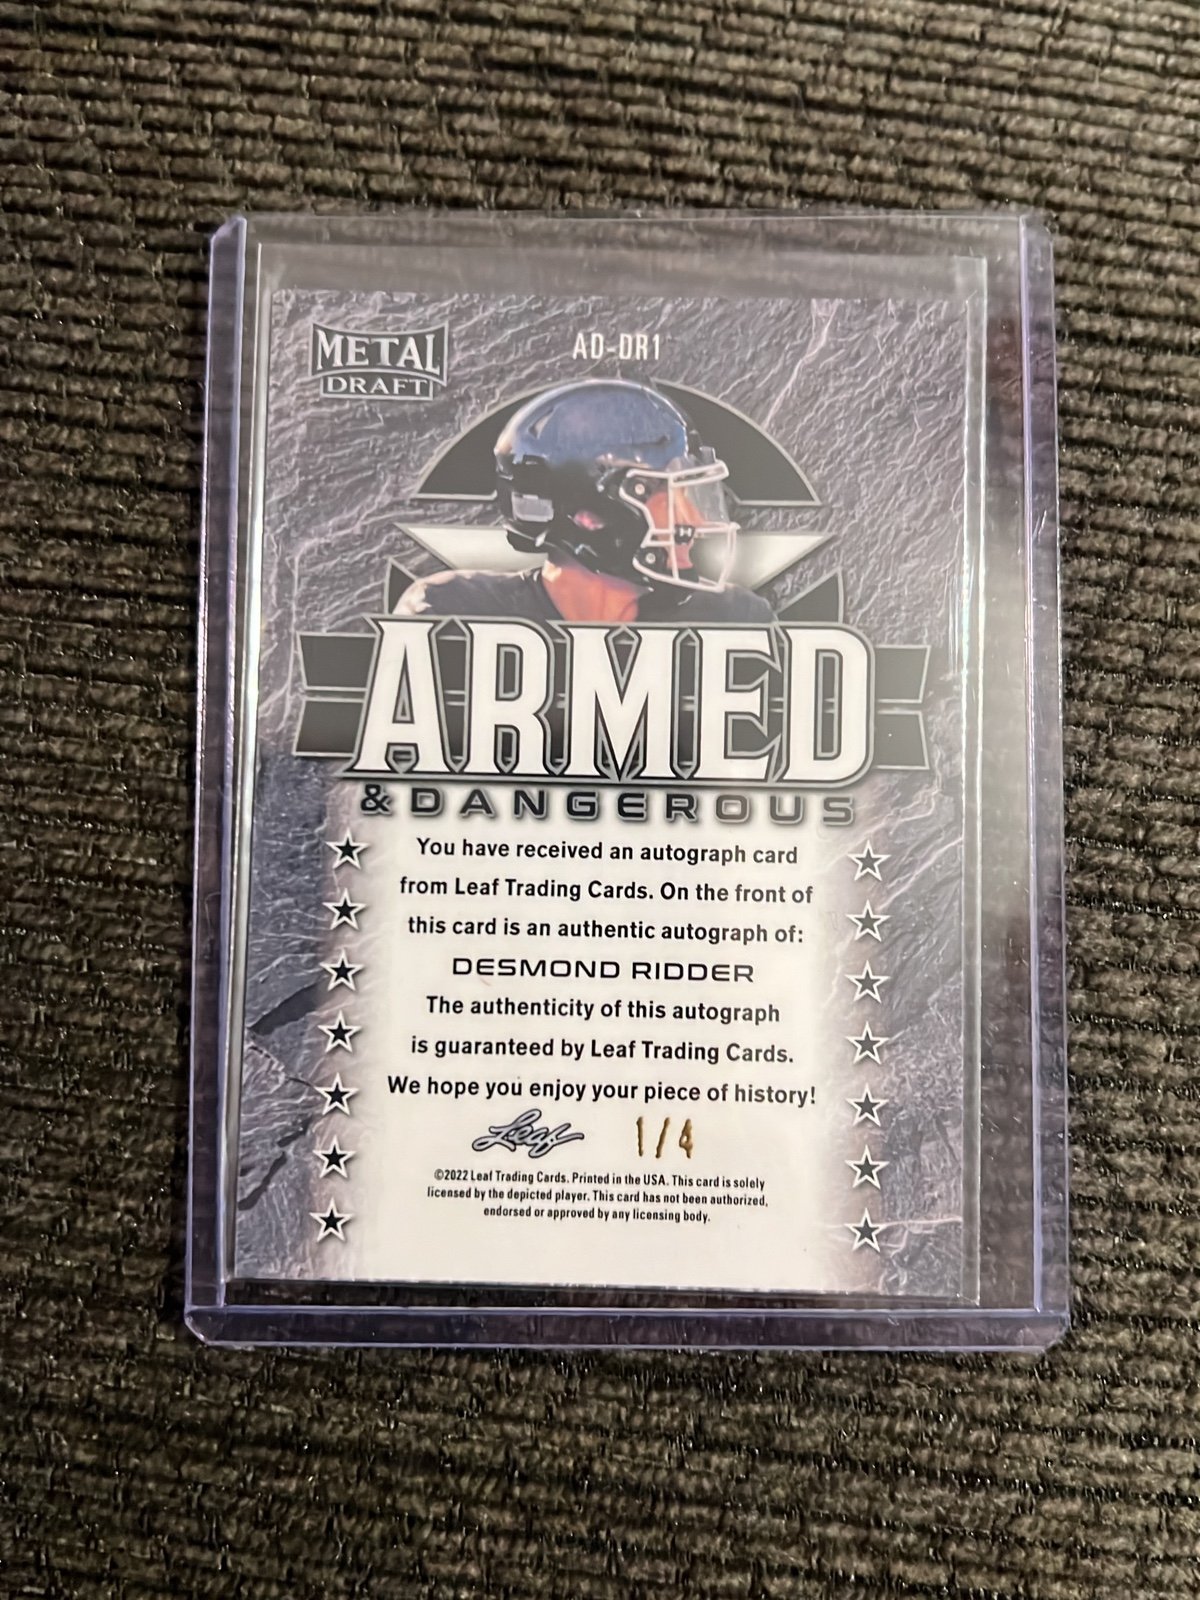 METAL
DRAFT
AD-DR1
ARMED
& DANGEROUS
You have received an autograph card
from Leaf Trading Cards. On the front of
this card is an authentic autograph of:
DESMOND RIDDER
The authenticity of this autograph
is guaranteed by Leaf Trading Cards.
We hope you enjoy your piece of history!
Leaf 1/4
©2022 Leaf Trading Cards. Printed in the USA. This card is solely
licensed by the depicted player. This card has not been authorized,
endorsed or approved by any licensing body.